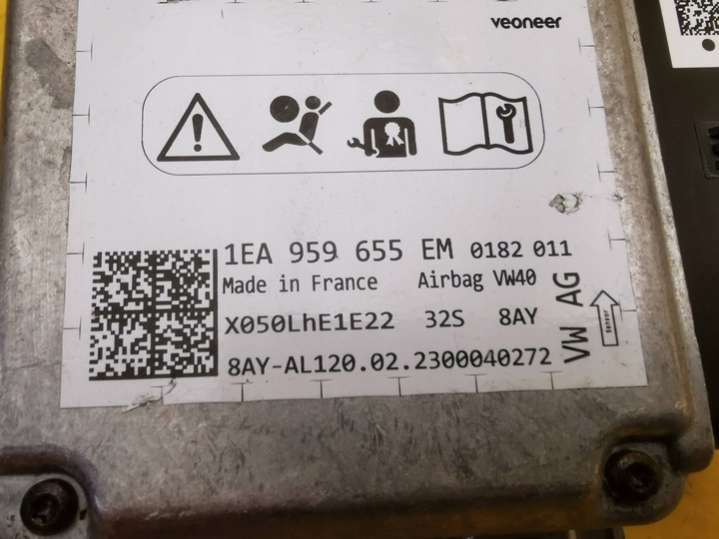 veoneer
1EA 959 655 EM 0182 011
Made in France Airbag VW40
X050LhE1E22 32S 8AY
8AY-AL120.02.2300040272
VW AG
Sensor